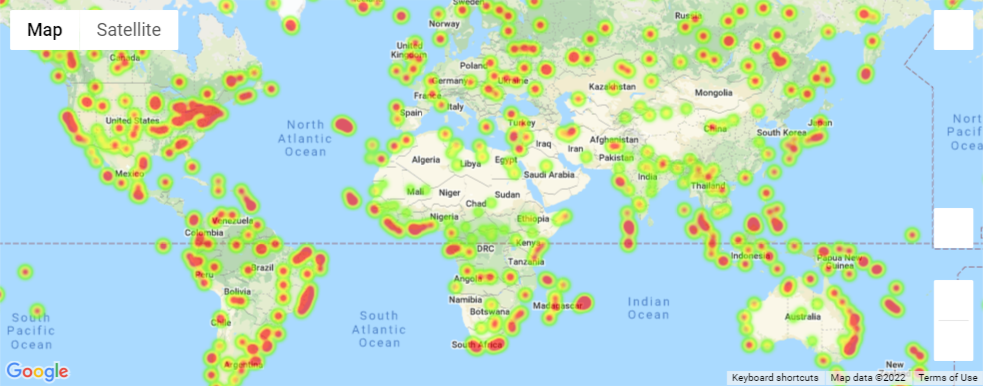 Map
Satellite
Norway
Sweden
Russia
Canada
United
Kingdom
Poland
Germany
Ukraine
France
Italy
Spain
Kazakhstan
Mongolia
United States
North
Atlantic
Ocean
Turkey
China
South Korea
Japan
North
Pacif
Ocea
Iraq
Iran
Afghanistan
Pakistan
Algeria
Libya
Egypt
Saudi Arabia
India
Thailand
Mexico
Mali
Niger
Sudan
Chad
Nigeria
Ethiopia
Venezuela
Colombia
DRC
Kenya
Tanzania
Indonesia
Papua New
Guinea
Peru
Brazil
Bolivia
Angola
Namibia
Botswana
Madagascar
Indian
Ocean
Australia
South
Pacific
Ocean
Chile
South
Atlantic
Ocean
South Africa
Argentina
New
Google
Keyboard shortcuts
Map data ©2022
Terms of Use